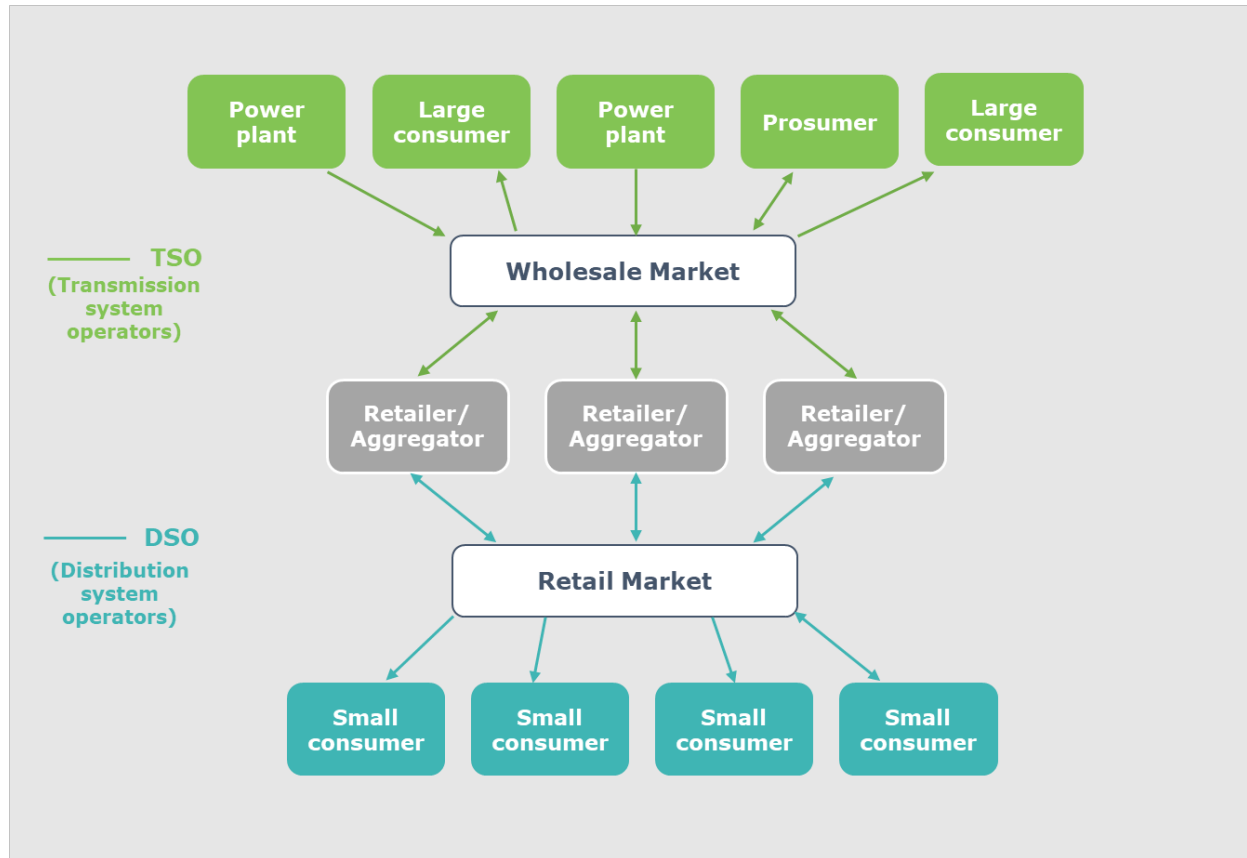 Power
plant
Large
consumer
Power
plant
Prosumer
Large
consumer
TSO
(Transmission
system
operators)
Wholesale Market
Retailer/
Aggregator
Retailer/
Aggregator
Retailer/
Aggregator
DSO
(Distribution
system
operators)
Retail Market
Small
consumer
Small
consumer
Small
consumer
Small
consumer